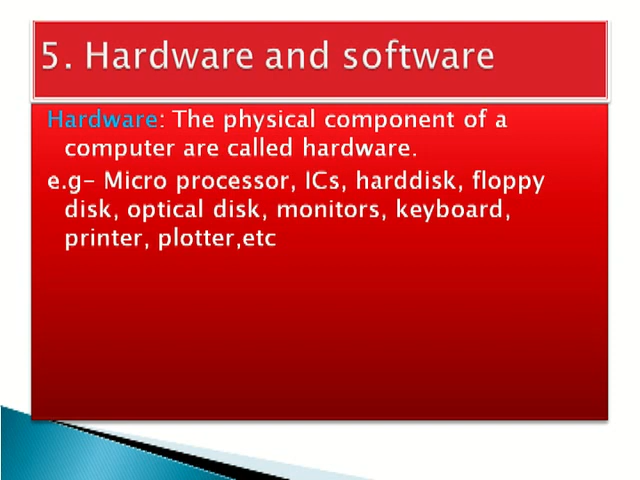 5. Hardware and software
Hardware: The physical component of a
computer are called hardware.
e.g- Micro processor, ICs, harddisk, floppy
disk, optical disk, monitors, keyboard,
printer, plotter,etc